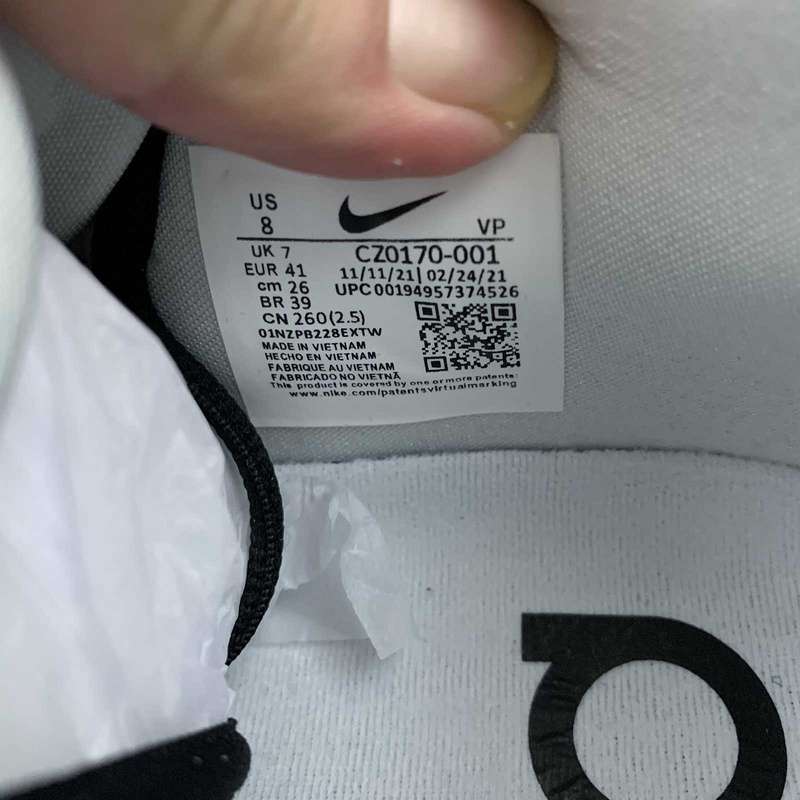 US
8 VP
UK 7 CZ0170-001
EUR 41 11/11/21| 02/24/21
cm 26 UPC 00194957374526
BR 39
CN 260(2.5)
01NZPB228EXTW
MADE IN VIETNAM
HECHO EN VIETNAM
FABRIQUE AU VIETNAM
FABRICADO NO VIETNÃ
This product is covered by one or more patents:
www.nike.com/patentsvirtualmarking